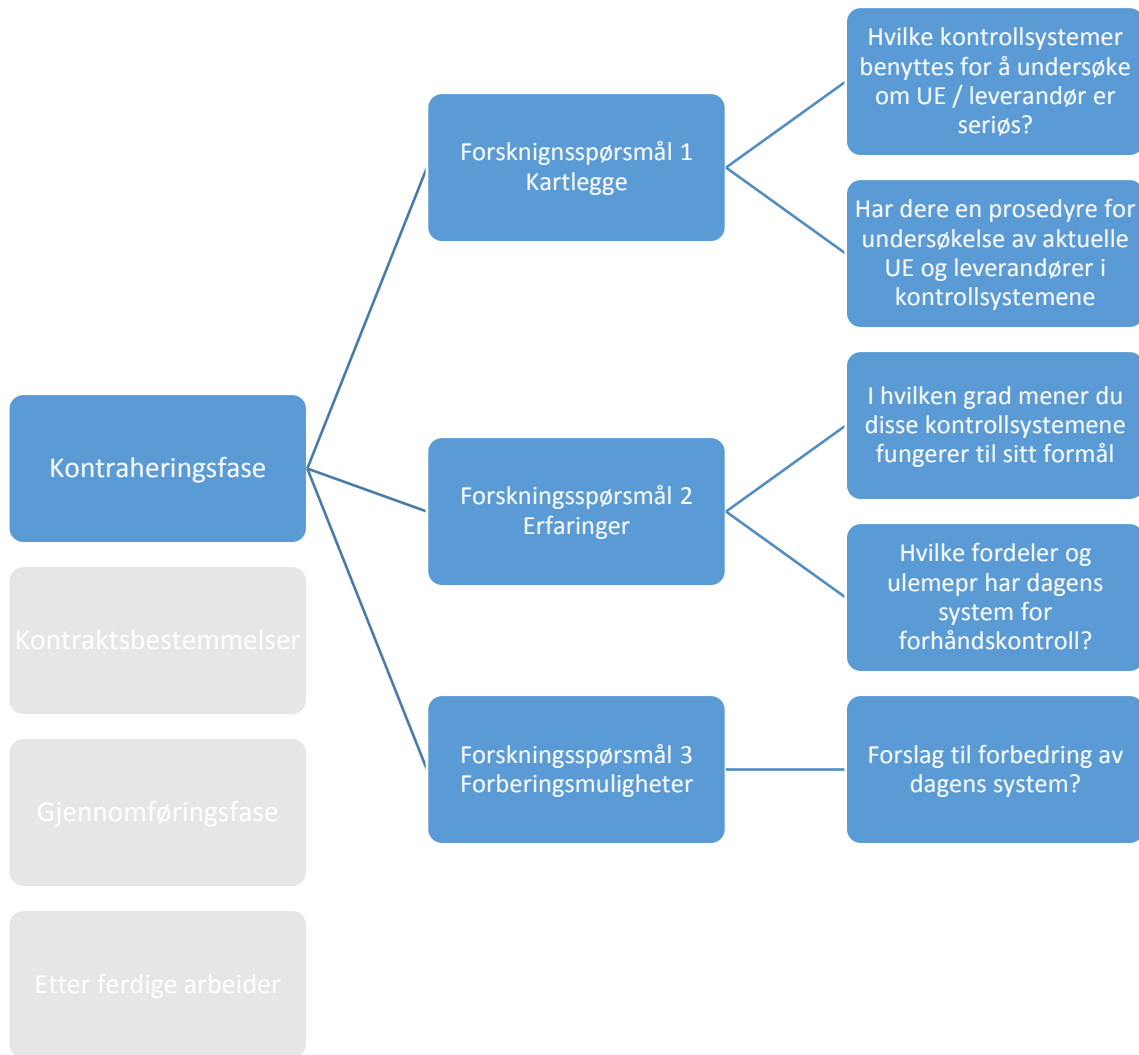 Hvilke kontrollsystemer
benyttes for å undersøke
om UE / leverandør er
seriøs?
Forsknignsspørsmål 1
Kartlegge
Har dere en prosedyre for
undersøkelse av aktuelle
UE og leverandører i
kontrollsystemene
I hvilken grad mener du
disse kontrollsystemene
fungerer til sitt formål
Kontraheringsfase
Forskningsspørsmål 2
Erfaringer
Hvilke fordeler og
ulemepr har dagens
system for
forhåndskontroll?
Kontraktsbestemmelser
Forskningsspørsmål 3
Forberingsmuligheter
Forslag til forbedring av
dagens system?
Gjennomføringsfase
Etter ferdige arbeider